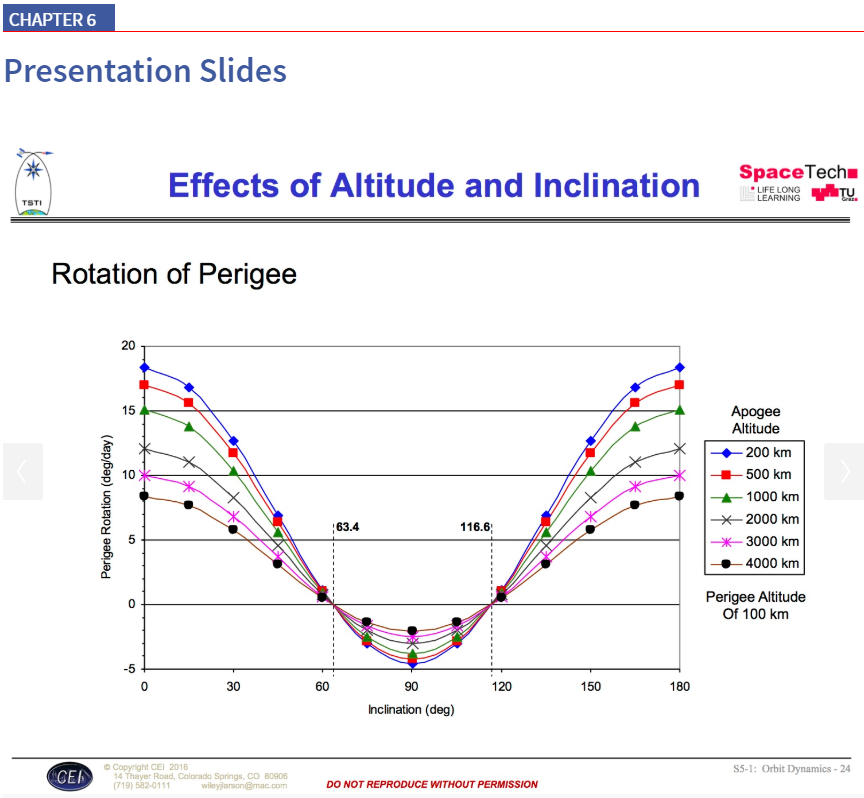 CHAPTER 6
Presentation Slides
TSTI
Effects of Altitude and Inclination
SpaceTech
LIFE LONG
LEARNING
TU
Graz
Rotation of Perigee
20
15
10
5
0
-5
Perigee Rotation (deg/day)
63.4
116.6
0
30
60
90
120
150
180
Inclination (deg)
Apogee
Altitude
200 km
500 km
1000 km
2000 km
3000 km
4000 km
Perigee Altitude
Of 100 km
CEI
© Copyright CEI 2016
14 Thayer Road, Colorado Springs, CO 80906
(719) 582-0111 wileyjlarson@mac.com
DO NOT REPRODUCE WITHOUT PERMISSION
S5-1: Orbit Dynamics - 24